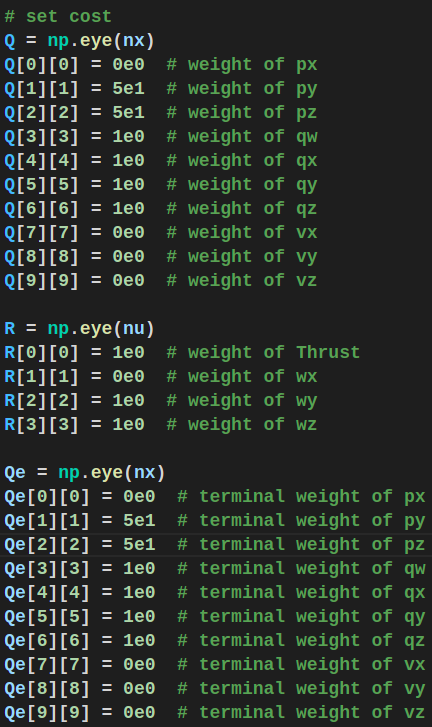 # set cost
Q = np.eye(nx)
Q[0][0] = 0e0  # weight of px
Q[1][1] = 5e1  # weight of py
Q[2][2] = 5e1  # weight of pz
Q[3][3] = 1e0  # weight of qw
Q[4][4] = 1e0  # weight of qx
Q[5][5] = 1e0  # weight of qy
Q[6][6] = 1e0  # weight of qz
Q[7][7] = 0e0  # weight of vx
Q[8][8] = 0e0  # weight of vy
Q[9][9] = 0e0  # weight of vz

R = np.eye(nu)
R[0][0] = 1e0  # weight of Thrust
R[1][1] = 0e0  # weight of wx
R[2][2] = 1e0  # weight of wy
R[3][3] = 1e0  # weight of wz

Qe = np.eye(nx)
Qe[0][0] = 0e0  # terminal weight of px
Qe[1][1] = 5e1  # terminal weight of py
Qe[2][2] = 5e1  # terminal weight of pz
Qe[3][3] = 1e0  # terminal weight of qw
Qe[4][4] = 1e0  # terminal weight of qx
Qe[5][5] = 1e0  # terminal weight of qy
Qe[6][6] = 1e0  # terminal weight of qz
Qe[7][7] = 0e0  # terminal weight of vx
Qe[8][8] = 0e0  # terminal weight of vy
Qe[9][9] = 0e0  # terminal weight of vz